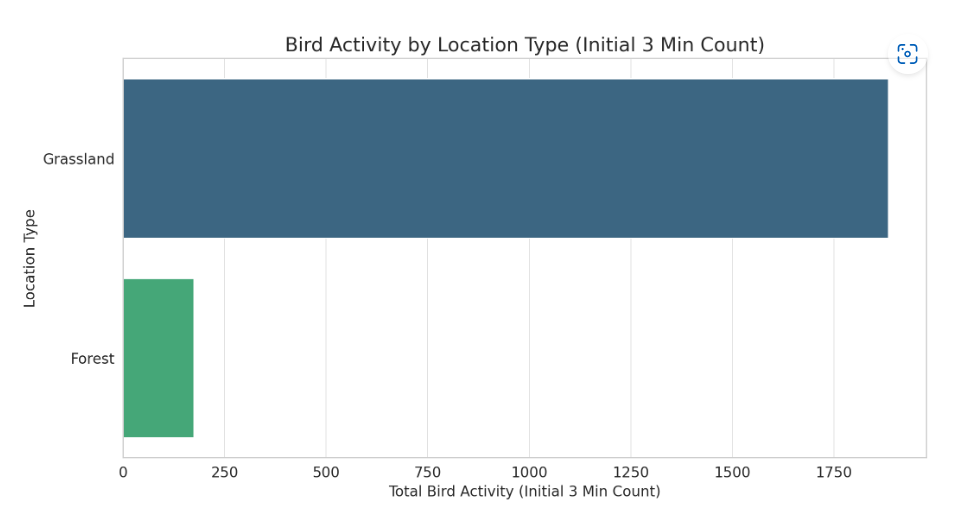 Bird Activity by Location Type (Initial 3 Min Count)
Location Type
Grassland
Forest
0 250 500 750 1000 1250 1500 1750
Total Bird Activity (Initial 3 Min Count)